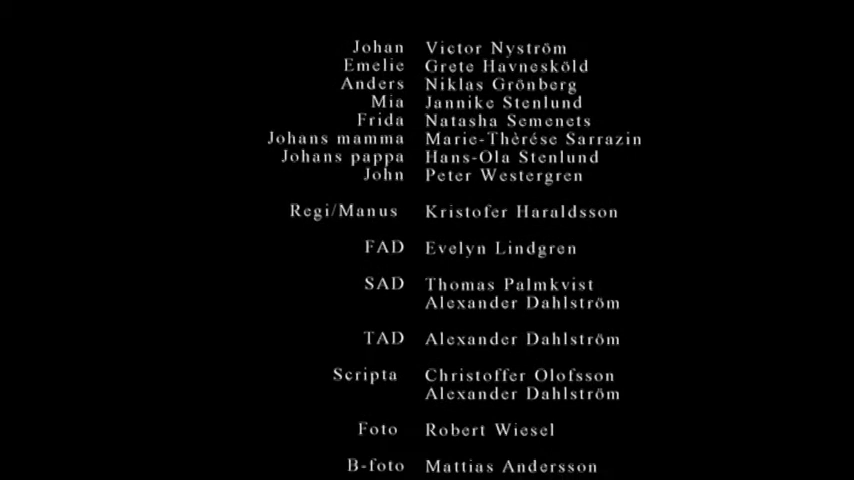 Johan Victor Nyström
Emelie Grete Havnesköld
Anders Niklas Grönberg
Mia Jannike Stenlund
Frida Natasha Semenets
Johans mamma Marie-Thèrése Sarrazin
Johans pappa Hans-Ola Stenlund
John Peter Westergren
Regi/Manus Kristofer Haraldsson
FAD Evelyn Lindgren
SAD Thomas Palmkvist
Alexander Dahlström
TAD Alexander Dahlström
Scripta Christoffer Olofsson
Alexander Dahlström
Foto Robert Wiesel
B-foto Mattias Andersson